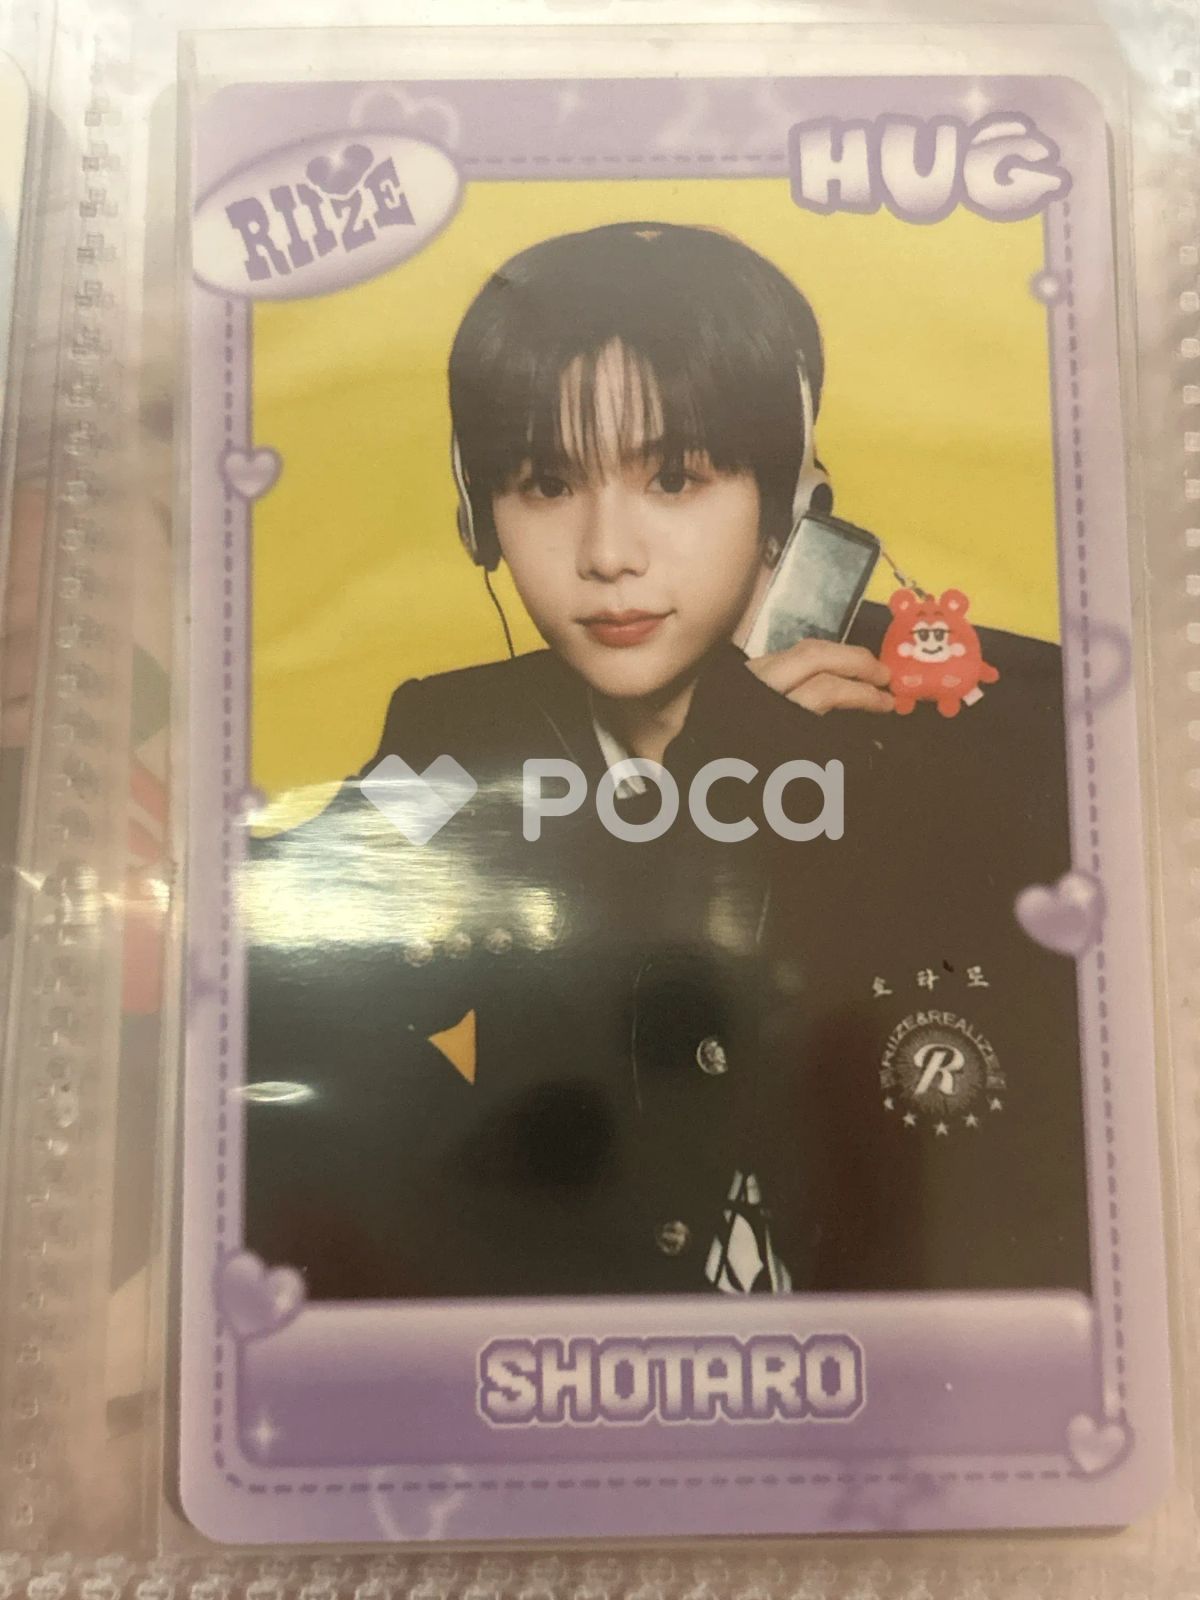 RIIZE
HUG
POCA
쇼 타 로
RIIZE&REALIZE
R
SHOTARO